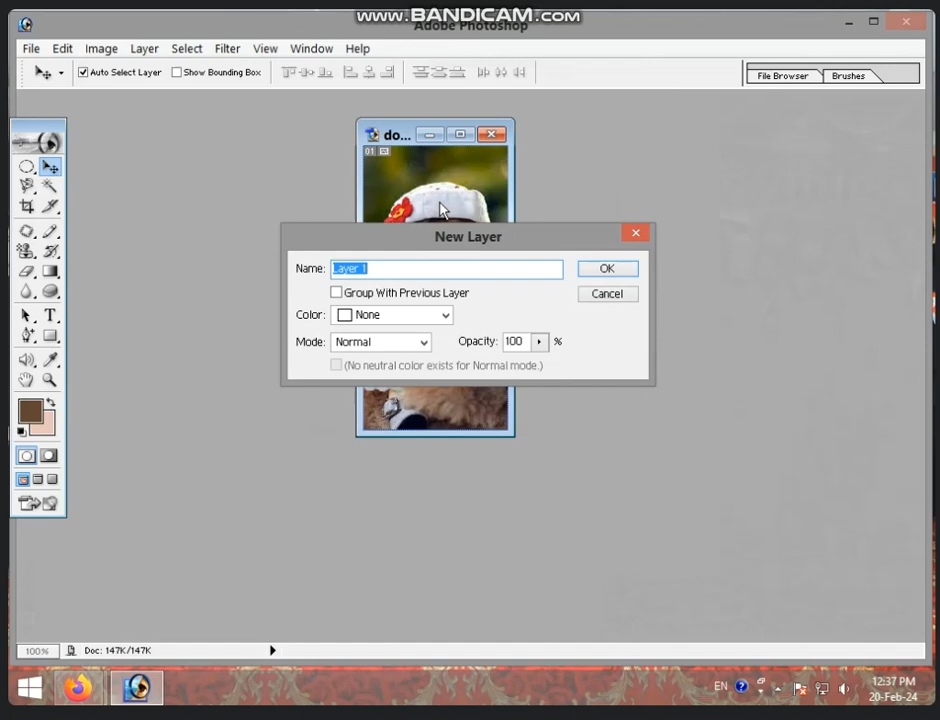 www.BANDICAM.com
Adobe Photoshop
File Edit Image Layer Select Filter View Window Help
Auto Select Layer Show Bounding Box
File Browser Brushes
do...
01
New Layer
Name: Layer 1 OK
Group With Previous Layer Cancel
Color: None
Mode: Normal Opacity: 100 %
(No neutral color exists for Normal mode.)
T
100% Doc: 147K/147K
EN 12:37 PM
20-Feb-24